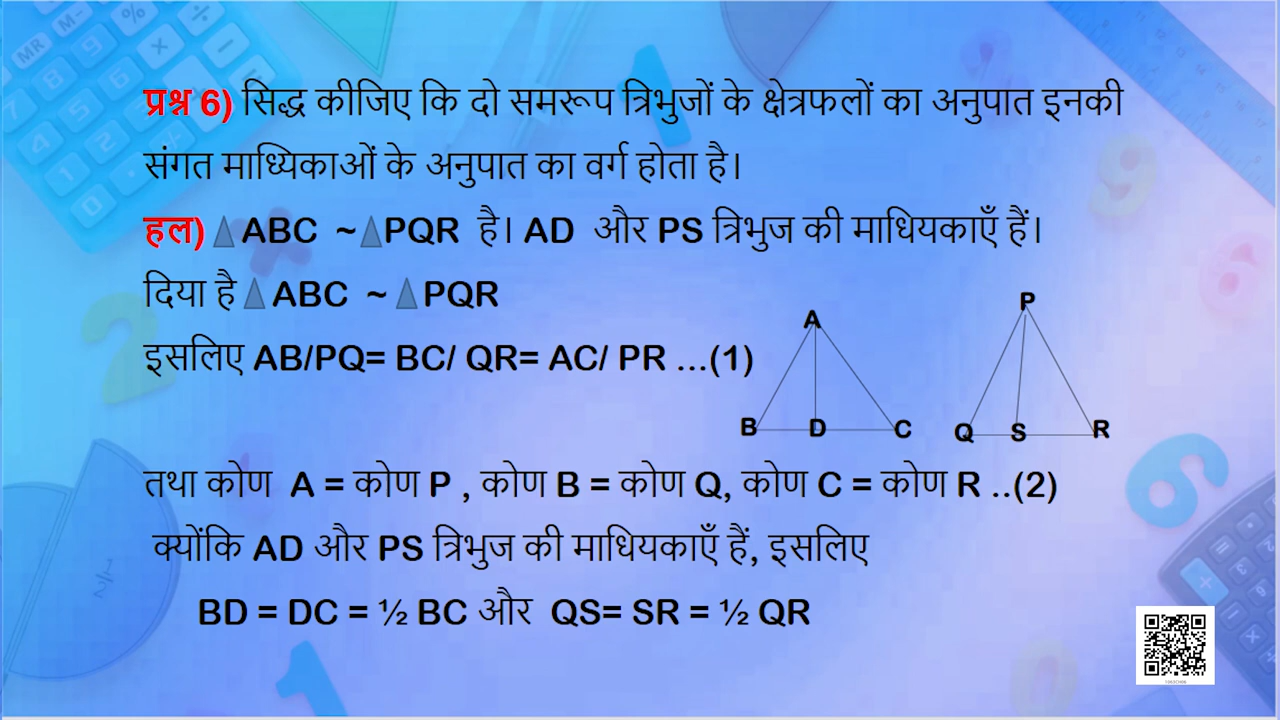 प्रश्न 6) सिद्ध कीजिए कि दो समरूप त्रिभुजों के क्षेत्रफलों का अनुपात इनकी
संगत माध्यिकाओं के अनुपात का वर्ग होता है।
हल) ABC ~ PQR है। AD और PS त्रिभुज की माधियकाएँ हैं।
दिया है ABC ~ PQR
इसलिए AB/PQ= BC/ QR= AC/ PR ...(1)
A
P
B D C
Q S R
तथा कोण A = कोण P , कोण B = कोण Q, कोण C = कोण R ..(2)
क्योंकि AD और PS त्रिभुज की माधियकाएँ हैं, इसलिए
BD = DC = ½ BC और QS= SR = ½ QR